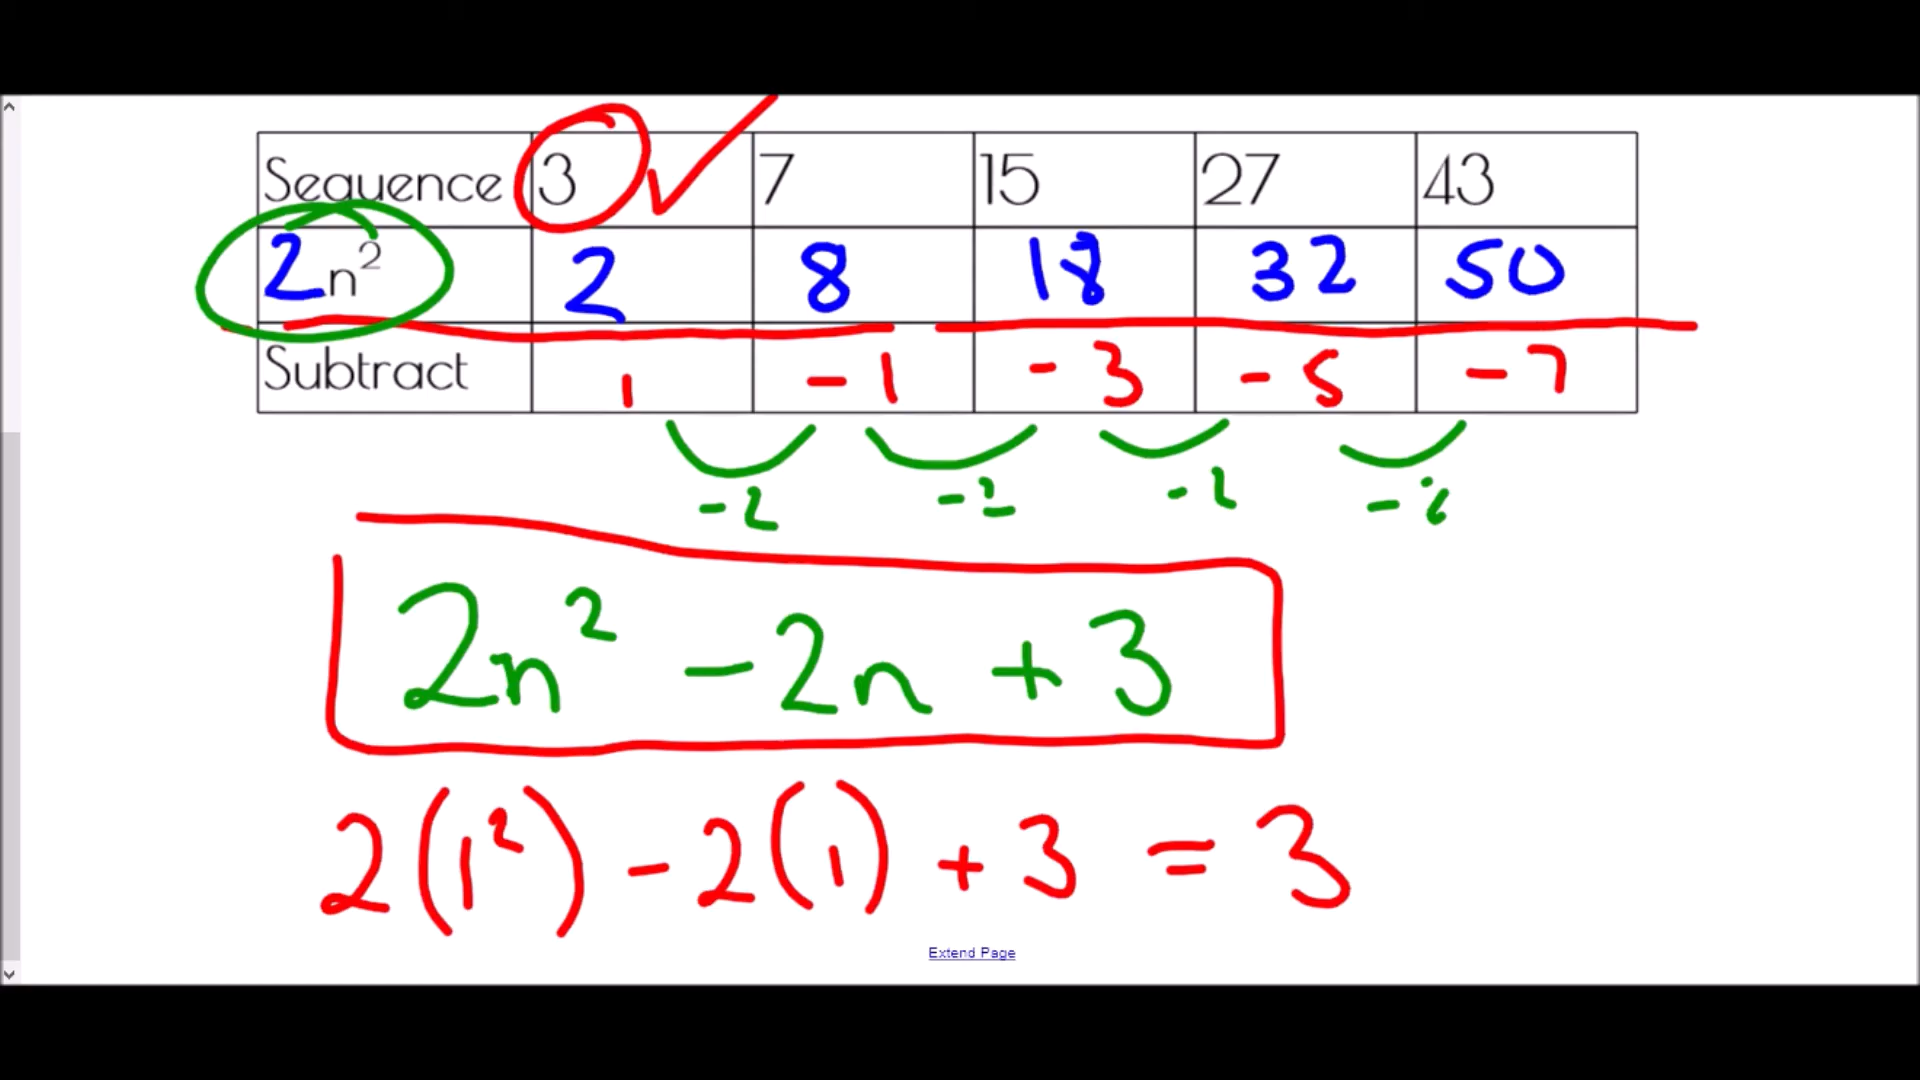 Sequence 3 7 15 27 43
2n² 2 8 18 32 50
Subtract 1 -1 -3 -5 -7
-2 -2 -2 -2
2n² - 2n + 3
2(1²) - 2(1) + 3 = 3
Extend Page